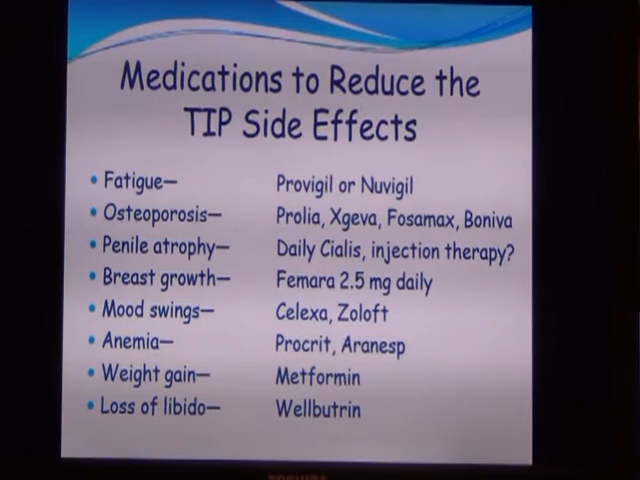 Medications to Reduce the
TIP Side Effects
• Fatigue— Provigil or Nuvigil
• Osteoporosis— Prolia, Xgeva, Fosamax, Boniva
• Penile atrophy— Daily Cialis, injection therapy?
• Breast growth— Femara 2.5 mg daily
• Mood swings— Celexa, Zoloft
• Anemia— Procrit, Aranesp
• Weight gain— Metformin
• Loss of libido— Wellbutrin